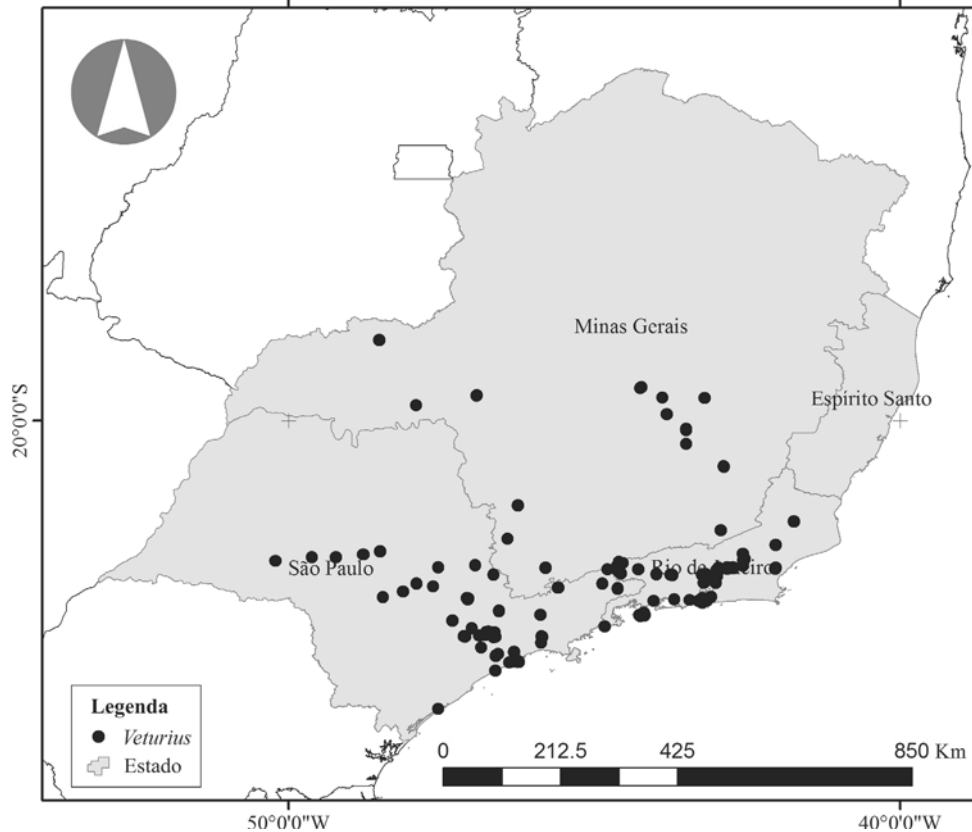 Minas Gerais
Espírito Santo
20°0'0"S
São Paulo
Rio de Janeiro
Legenda
Veturius
Estado
0 212.5 425 850 Km
50°0'0"W 40°0'0"W